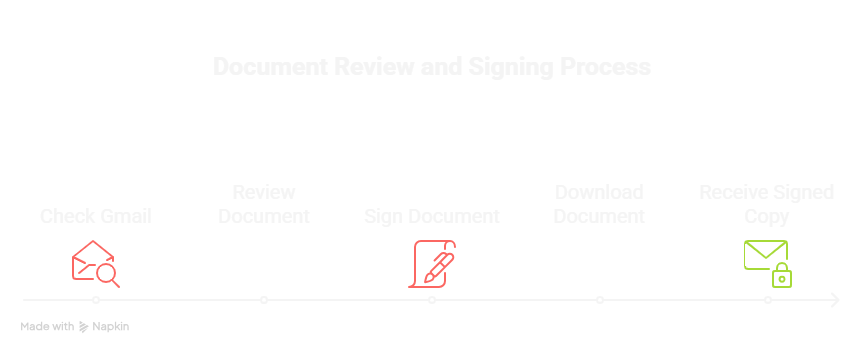 Document Review and Signing Process
Check Gmail
Review
Document
Sign Document
Download
Document
Receive Signed
Copy
Made with Napkin